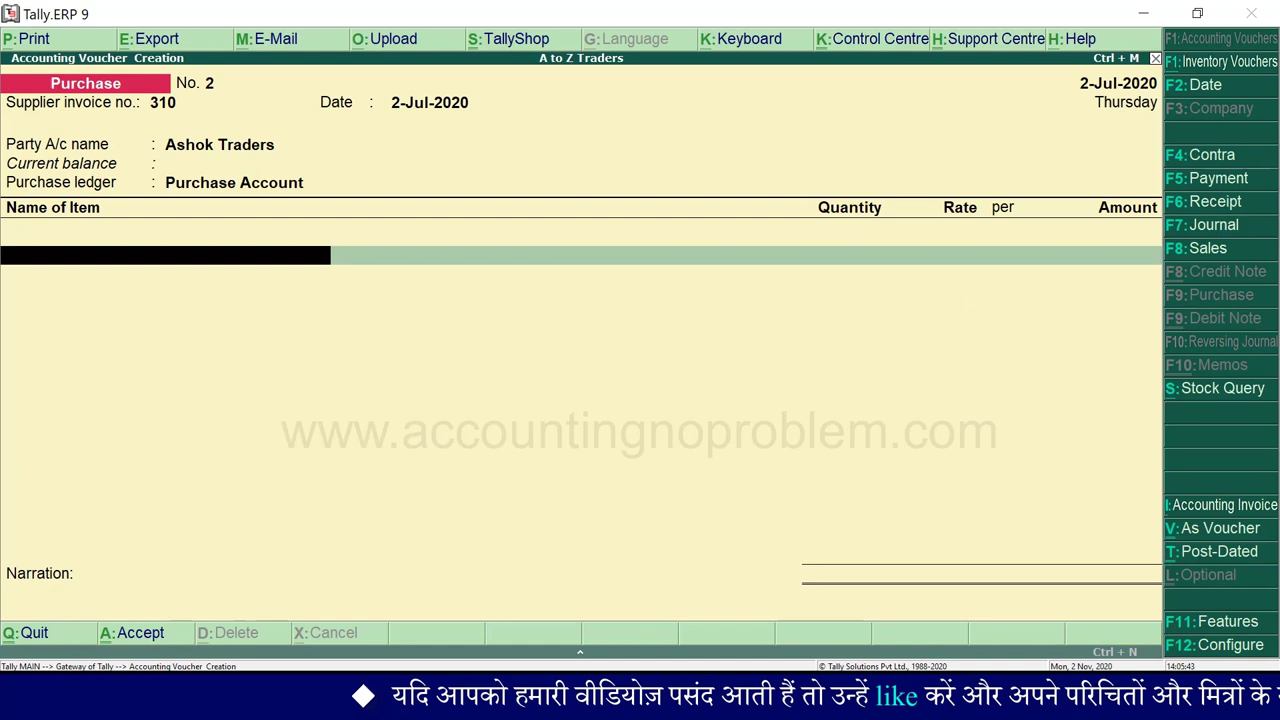 Tally.ERP 9
P: Print E: Export M: E-Mail O: Upload S: TallyShop G: Language K: Keyboard K: Control Centre H: Support Centre H: Help
Accounting Voucher Creation A to Z Traders Ctrl + M
Purchase No. 2 2-Jul-2020
Supplier invoice no.: 310 Date : 2-Jul-2020 Thursday
Party A/c name : Ashok Traders
Current balance :
Purchase ledger : Purchase Account
Name of Item Quantity Rate per Amount
www.accountingnoproblem.com
Narration:
F1: Accounting Vouchers
F1: Inventory Vouchers
F2: Date
F3: Company
F4: Contra
F5: Payment
F6: Receipt
F7: Journal
F8: Sales
F8: Credit Note
F9: Purchase
F9: Debit Note
F10: Reversing Journal
F10: Memos
S: Stock Query
I: Accounting Invoice
V: As Voucher
T: Post-Dated
L: Optional
F11: Features
F12: Configure
Q: Quit A: Accept D: Delete X: Cancel
Ctrl + N
Tally MAIN --> Gateway of Tally --> Accounting Voucher Creation © Tally Solutions Pvt Ltd., 1988-2020 Mon, 2 Nov, 2020 14:05:43
◆ यदि आपको हमारी वीडियोज़ पसंद आती हैं तो उन्हें like करें और अपने परिचितों और मित्रों के